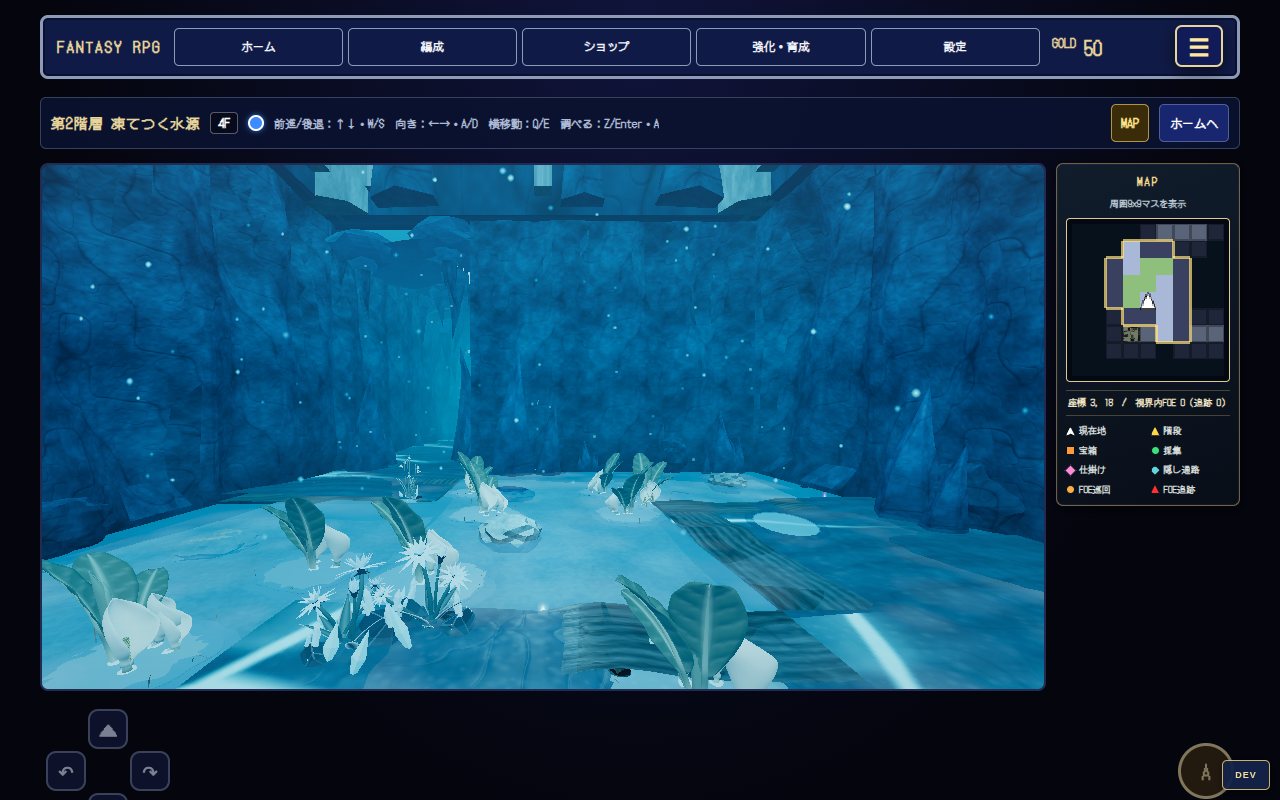 FANTASY RPG
ホーム
編成
ショップ
強化・育成
設定
GOLD 50
第2階層 凍てつく水源
4F
前進/後退:↑↓・W/S 向き:←→・A/D 横移動:Q/E 調べる:Z/Enter・A
MAP
ホームへ
MAP
周囲9x9マスを表示
座標 3, 18 / 視界内FOE 0 (追跡 0)
現在地
階段
宝箱
採集
仕掛け
隠し通路
FOE巡回
FOE追跡
A
DEV